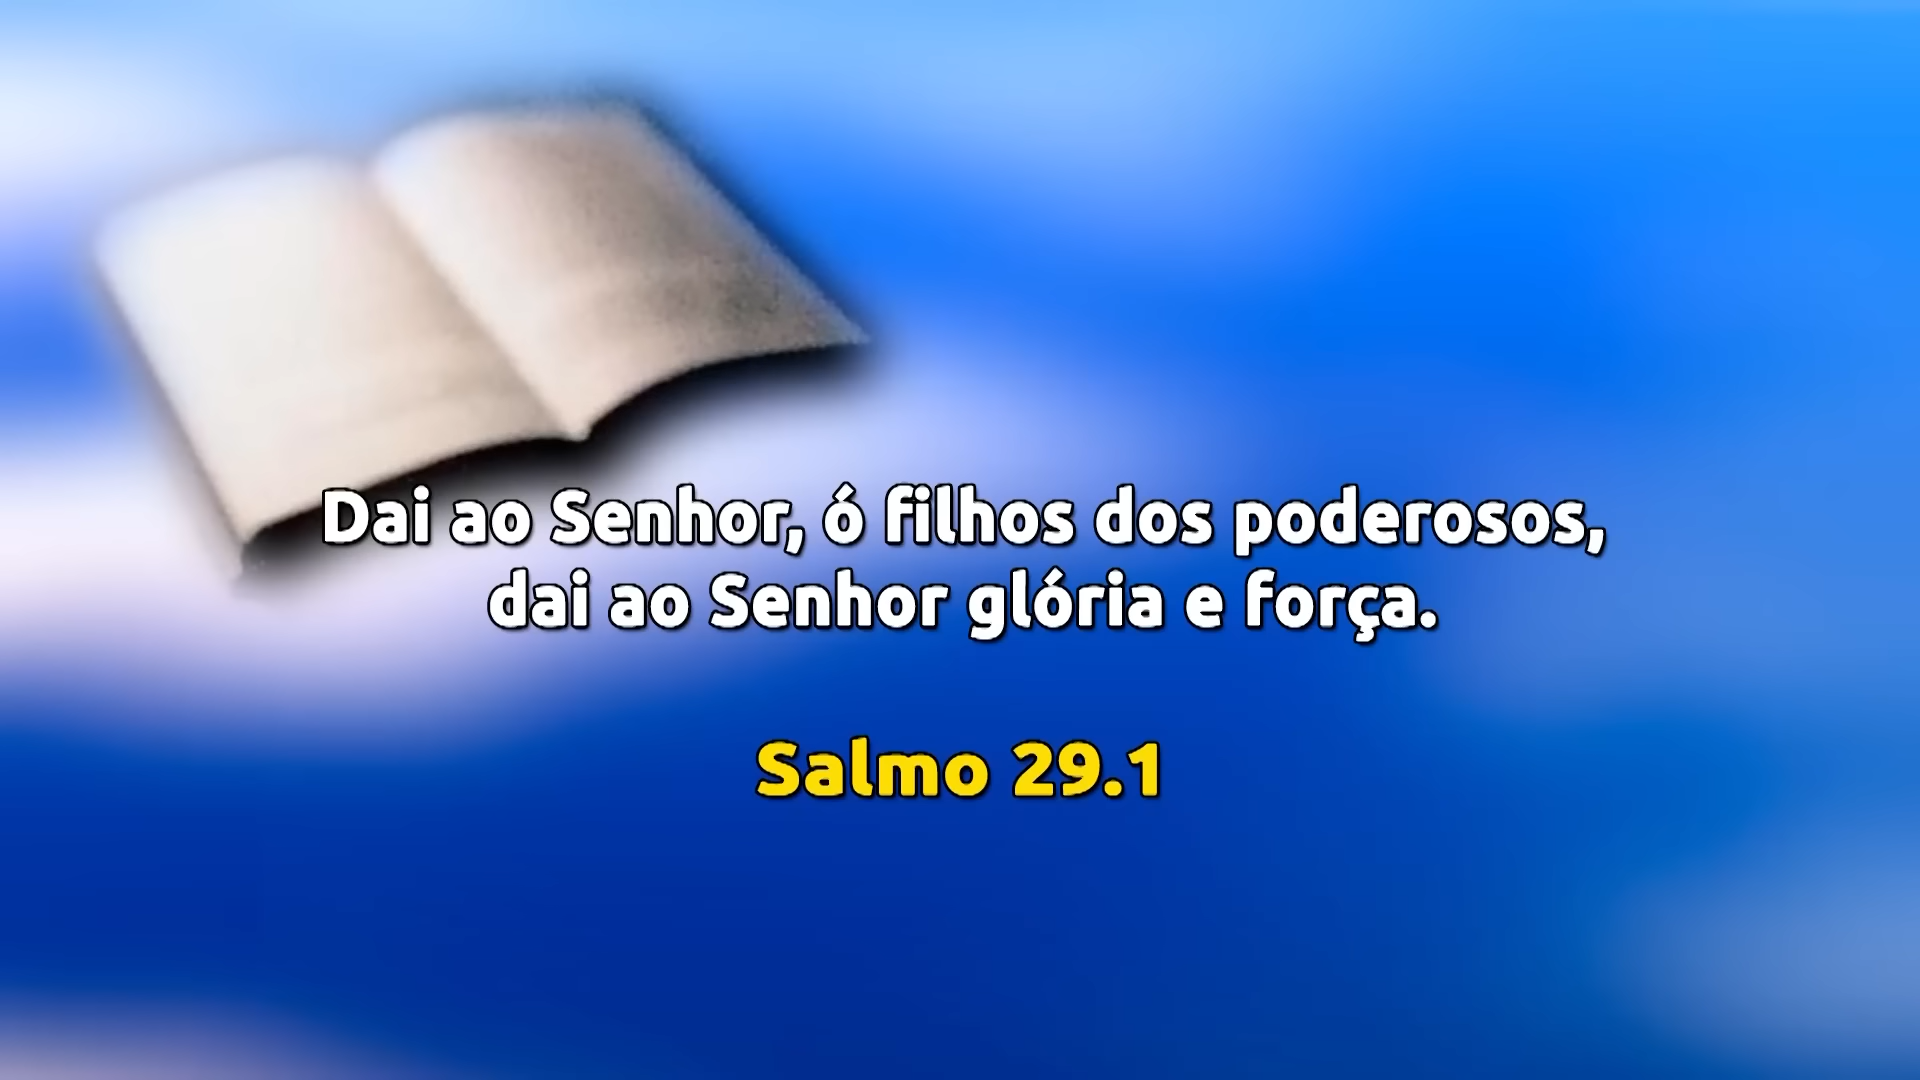 Dai ao Senhor, ó filhos dos poderosos,
dai ao Senhor glória e força.
Salmo 29.1